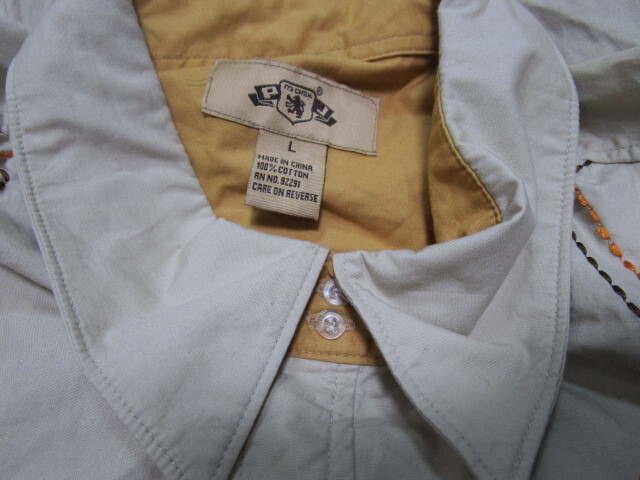 P J
L
MADE IN CHINA
100% COTTON
RN NO. 92291
CARE ON REVERSE